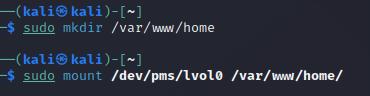 ──(kali㉿kali)-[~]
─$ sudo mkdir /var/www/home
──(kali㉿kali)-[~]
─$ sudo mount /dev/pms/lvol0 /var/www/home/